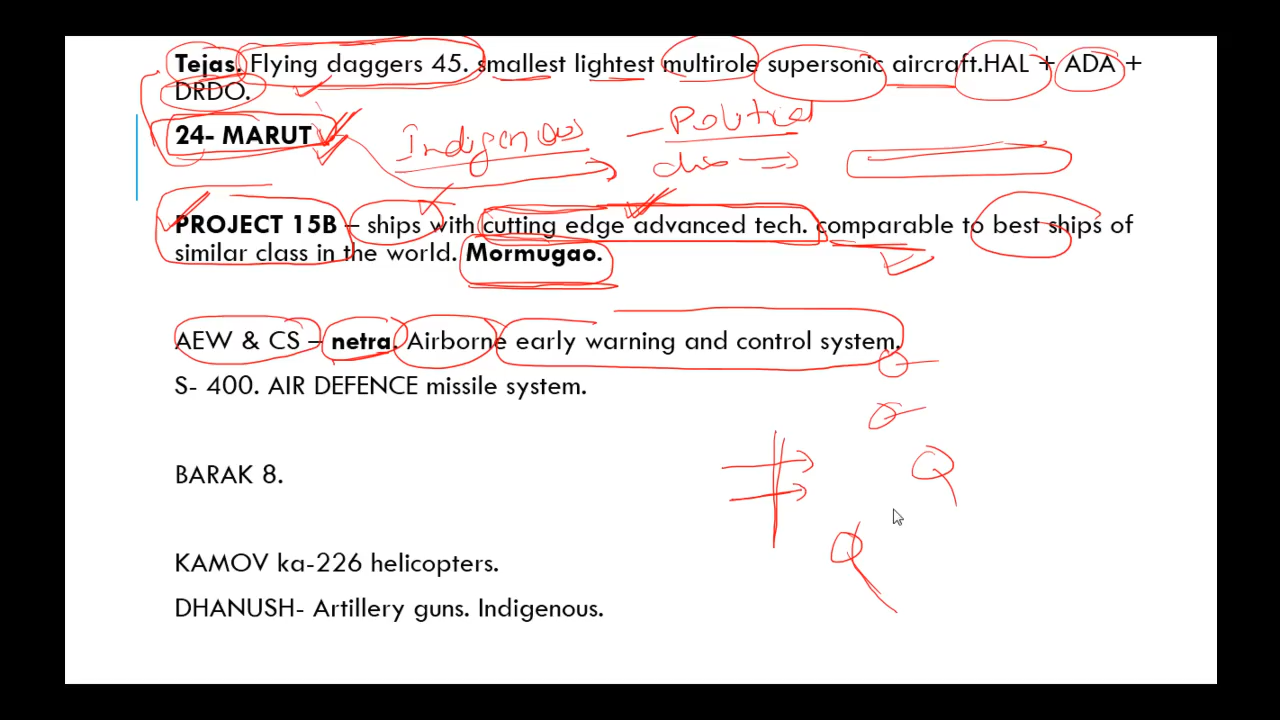 Tejas. Flying daggers 45. smallest lightest multirole supersonic aircraft.HAL + ADA +
DRDO.
24- MARUT
Indigenous – Political
PROJECT 15B – ships with cutting edge advanced tech. comparable to best ships of
similar class in the world. Mormugao.
AEW & CS – netra. Airborne early warning and control system.
S- 400. AIR DEFENCE missile system.
BARAK 8.
KAMOV ka-226 helicopters.
DHANUSH- Artillery guns. Indigenous.